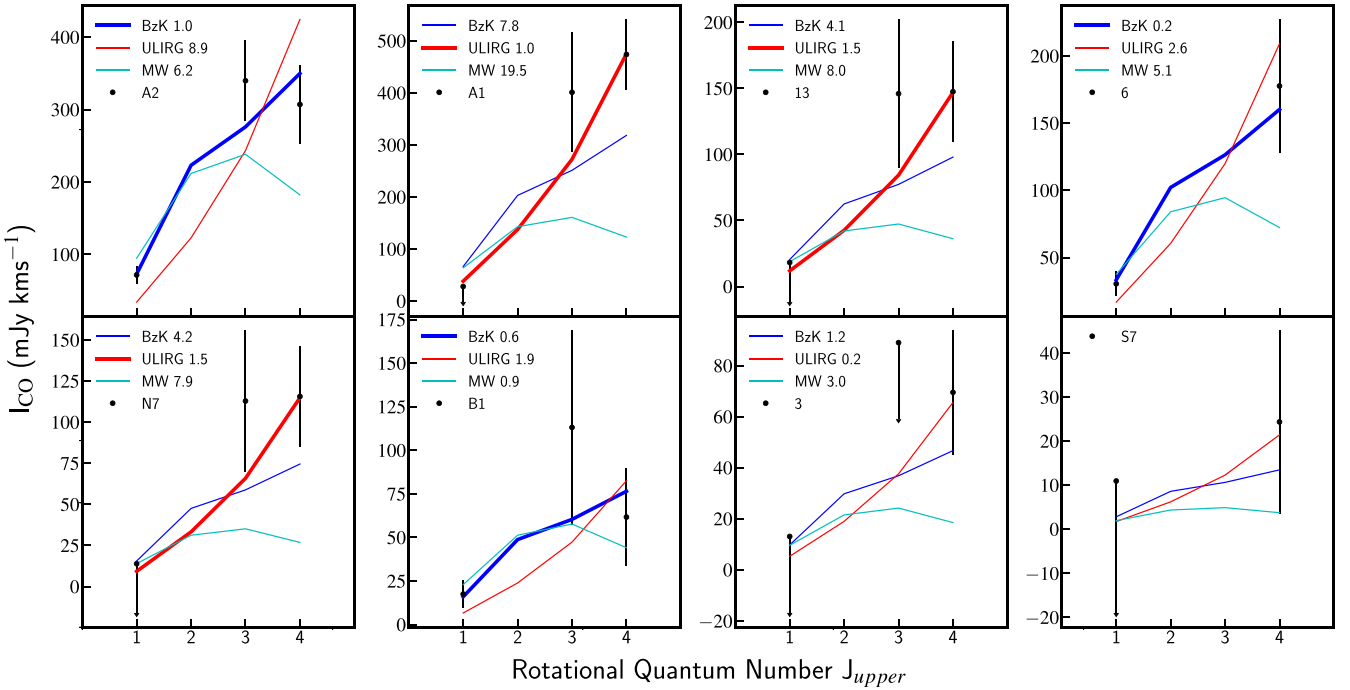 I_CO (mJy kms^−1)
400
300
200
100
BzK 1.0
ULIRG 8.9
MW 6.2
A2
500
400
300
200
100
0
BzK 7.8
ULIRG 1.0
MW 19.5
A1
200
150
100
50
0
BzK 4.1
ULIRG 1.5
MW 8.0
13
200
150
100
50
BzK 0.2
ULIRG 2.6
MW 5.1
6
150
125
100
75
50
25
0
BzK 4.2
ULIRG 1.5
MW 7.9
N7
1 2 3 4
175
150
125
100
75
50
25
0
BzK 0.6
ULIRG 1.9
MW 0.9
B1
1 2 3 4
80
60
40
20
0
−20
BzK 1.2
ULIRG 0.2
MW 3.0
3
1 2 3 4
40
30
20
10
0
−10
−20
S7
1 2 3 4
Rotational Quantum Number J_upper